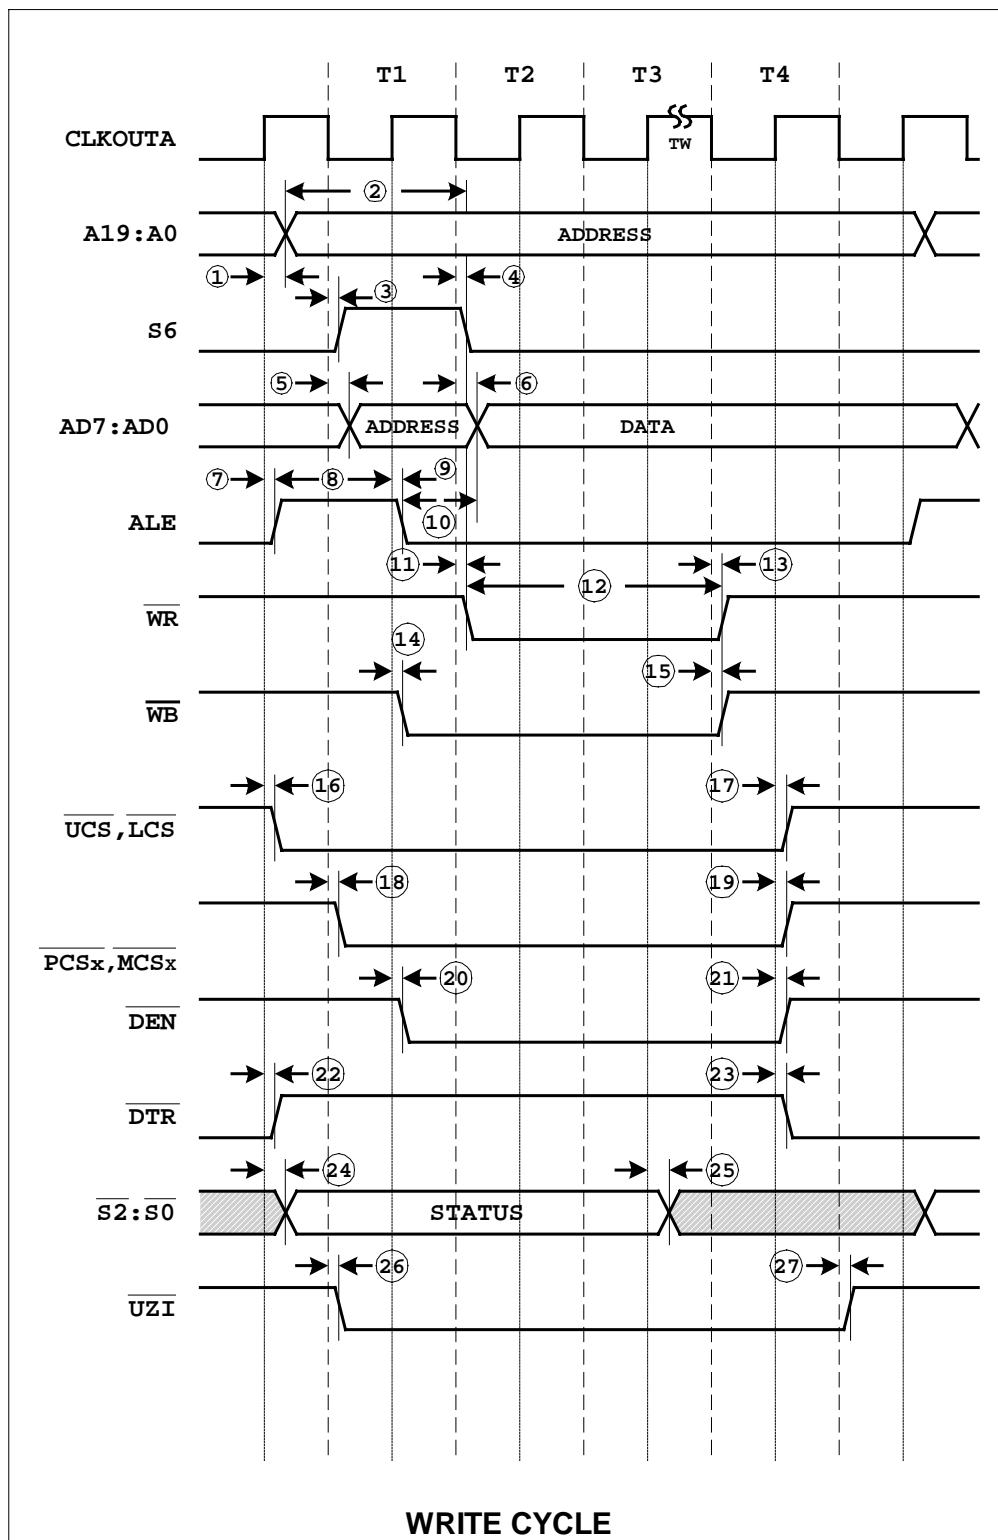 T1 T2 T3 T4
CLKOUTA
TW
2
A19:A0 ADDRESS
1 3 4
S6
5 6
AD7:AD0 ADDRESS DATA
7 8 9
ALE 10
11 12 13
WR
14
15
WB
16 17
UCS,LCS
18 19
PCSx,MCSx
20 21
DEN
22 23
DTR
24 25
S2:S0 STATUS
26 27
UZI
WRITE CYCLE